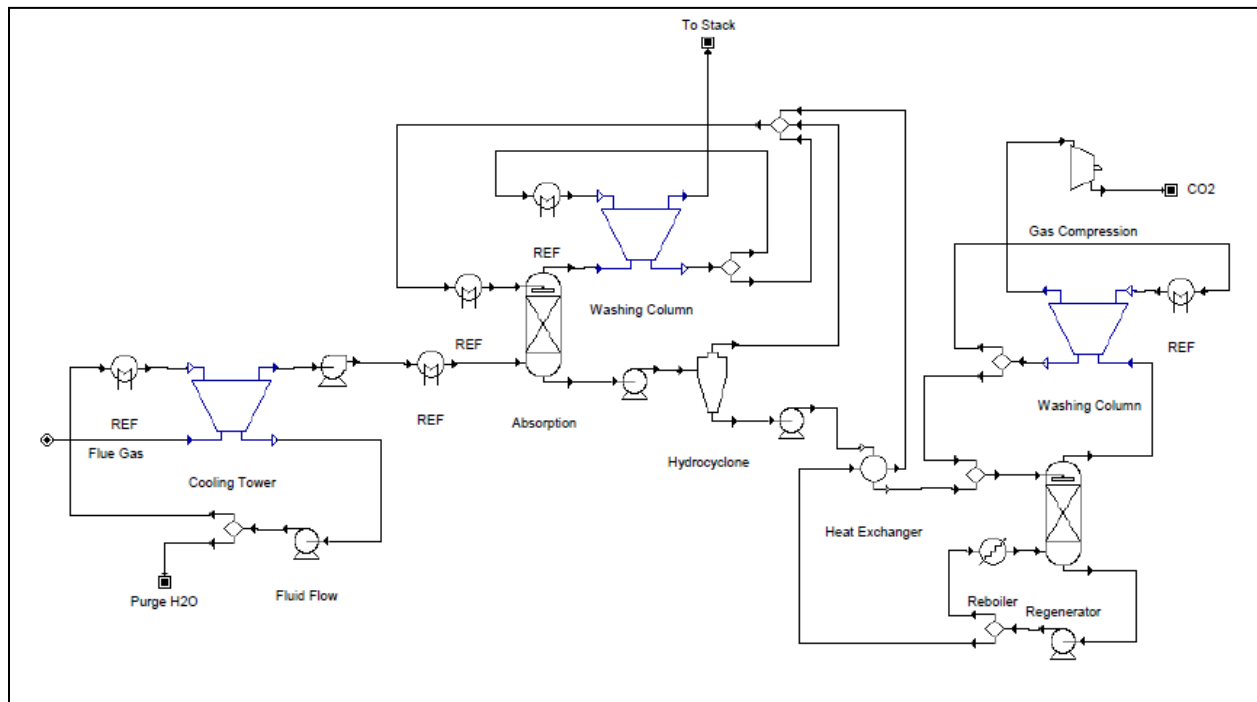 To Stack
CO2
Gas Compression
REF
Washing Column
REF
REF
REF
REF
Washing Column
Flue Gas
Absorption
Cooling Tower
Hydrocyclone
Heat Exchanger
Reboiler
Regenerator
Purge H2O
Fluid Flow